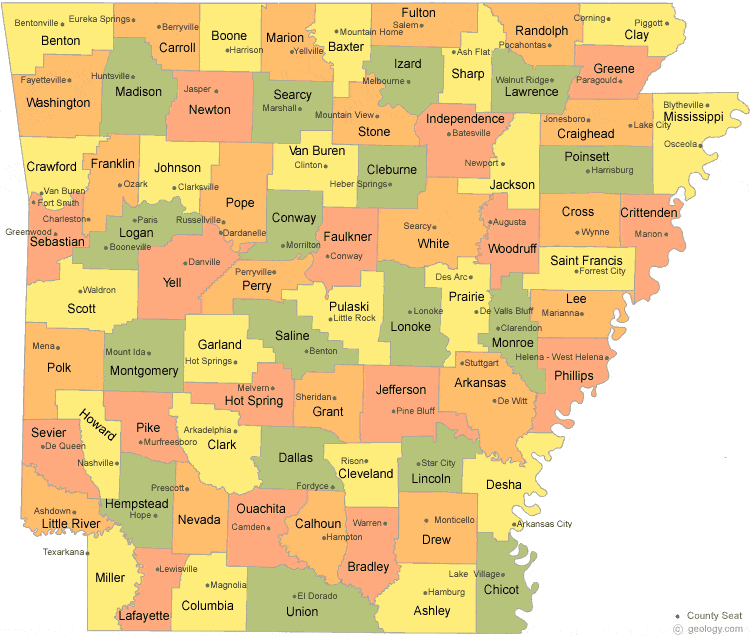 Bentonville
Eureka Springs
Benton
Berryville
Carroll
Boone
Harrison
Marion
Yellville
Mountain Home
Baxter
Fulton
Salem
Randolph
Pocahontas
Corning
Piggott
Clay
Fayetteville
Washington
Huntsville
Madison
Jasper
Newton
Searcy
Marshall
Izard
Melbourne
Ash Flat
Sharp
Walnut Ridge
Lawrence
Greene
Paragould
Mountain View
Stone
Independence
Batesville
Jonesboro
Lake City
Craighead
Blytheville
Mississippi
Osceola
Crawford
Van Buren
Franklin
Ozark
Johnson
Clarksville
Pope
Russellville
Van Buren
Clinton
Cleburne
Heber Springs
Newport
Jackson
Poinsett
Harrisburg
Fort Smith
Charleston
Greenwood
Sebastian
Paris
Logan
Booneville
Dardanelle
Danville
Yell
Conway
Morrilton
Faulkner
Conway
Searcy
White
Augusta
Woodruff
Cross
Wynne
Crittenden
Marion
Saint Francis
Forrest City
Waldron
Scott
Perryville
Perry
Pulaski
Little Rock
Lonoke
Lonoke
Des Arc
Prairie
De Valls Bluff
Clarendon
Monroe
Lee
Marianna
Mena
Polk
Mount Ida
Montgomery
Garland
Hot Springs
Saline
Benton
Stuttgart
Arkansas
De Witt
Helena - West Helena
Phillips
Malvern
Hot Spring
Sheridan
Grant
Jefferson
Pine Bluff
Howard
Nashville
Pike
Murfreesboro
Sevier
De Queen
Arkadelphia
Clark
Dallas
Fordyce
Rison
Cleveland
Star City
Lincoln
Desha
Arkansas City
Ashdown
Little River
Hempstead
Hope
Prescott
Nevada
Ouachita
Camden
Calhoun
Hampton
Warren
Bradley
Monticello
Drew
Texarkana
Miller
Lewisville
Lafayette
Magnolia
Columbia
El Dorado
Union
Hamburg
Ashley
Lake Village
Chicot
County Seat
© geology.com